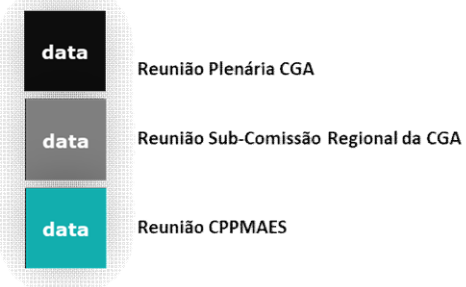 data
Reunião Plenária CGA
data
Reunião Sub-Comissão Regional da CGA
data
Reunião CPPMAES